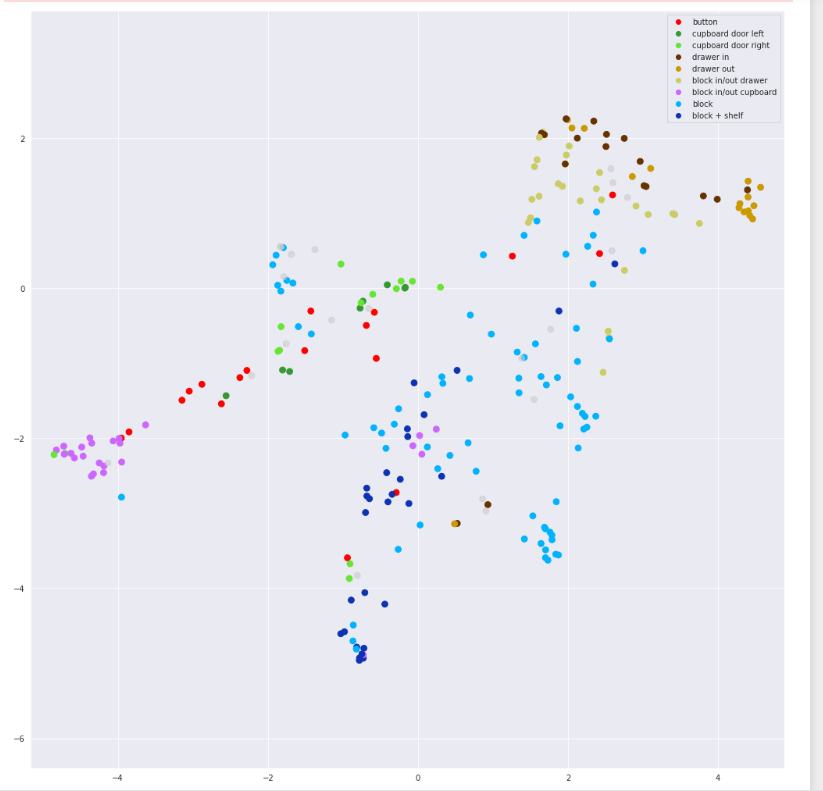 button
cupboard door left
cupboard door right
drawer in
drawer out
block in/out drawer
block in/out cupboard
block
block + shelf
2
0
−2
−4
−6
−4
−2
0
2
4